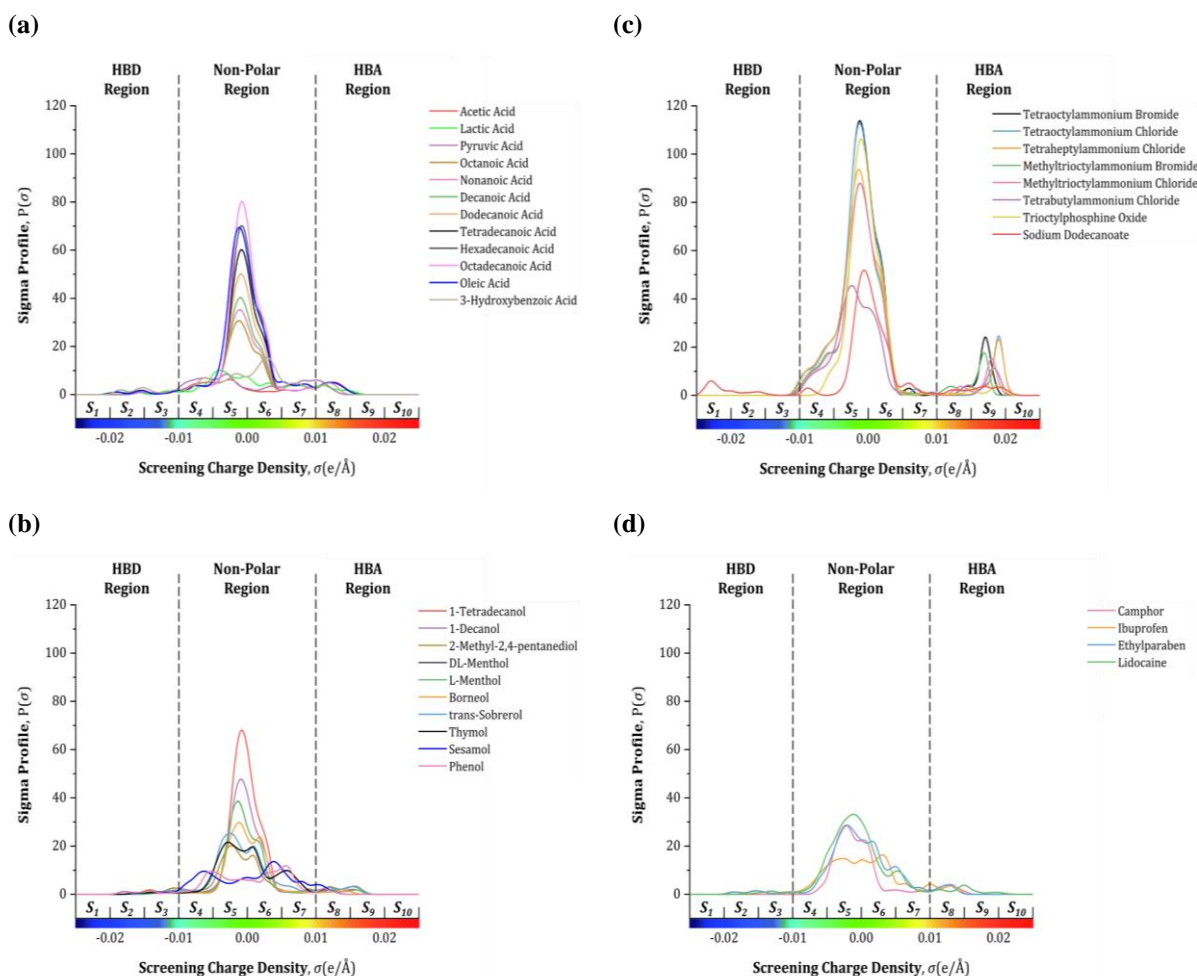 (a)
HBD
Region
Non-Polar
Region
HBA
Region
120
100
80
60
40
20
0
Sigma Profile, P(σ)
Acetic Acid
Lactic Acid
Pyruvic Acid
Octanoic Acid
Nonanoic Acid
Decanoic Acid
Dodecanoic Acid
Tetradecanoic Acid
Hexadecanoic Acid
Octadecanoic Acid
Oleic Acid
3-Hydroxybenzoic Acid
S1 S2 S3 S4 S5 S6 S7 S8 S9 S10
-0.02 -0.01 0.00 0.01 0.02
Screening Charge Density, σ(e/Å)
(c)
HBD
Region
Non-Polar
Region
HBA
Region
120
100
80
60
40
20
0
Sigma Profile, P(σ)
Tetraoctylammonium Bromide
Tetraoctylammonium Chloride
Tetraheptylammonium Chloride
Methyltrioctylammonium Bromide
Methyltrioctylammonium Chloride
Tetrabutylammonium Chloride
Trioctylphosphine Oxide
Sodium Dodecanoate
S1 S2 S3 S4 S5 S6 S7 S8 S9 S10
-0.02 -0.01 0.00 0.01 0.02
Screening Charge Density, σ(e/Å)
(b)
HBD
Region
Non-Polar
Region
HBA
Region
120
100
80
60
40
20
0
Sigma Profile, P(σ)
1-Tetradecanol
1-Decanol
2-Methyl-2,4-pentanediol
DL-Menthol
L-Menthol
Borneol
trans-Sobrerol
Thymol
Sesamol
Phenol
S1 S2 S3 S4 S5 S6 S7 S8 S9 S10
-0.02 -0.01 0.00 0.01 0.02
Screening Charge Density, σ(e/Å)
(d)
HBD
Region
Non-Polar
Region
HBA
Region
120
100
80
60
40
20
0
Sigma Profile, P(σ)
Camphor
Ibuprofen
Ethylparaben
Lidocaine
S1 S2 S3 S4 S5 S6 S7 S8 S9 S10
-0.02 -0.01 0.00 0.01 0.02
Screening Charge Density, σ(e/Å)